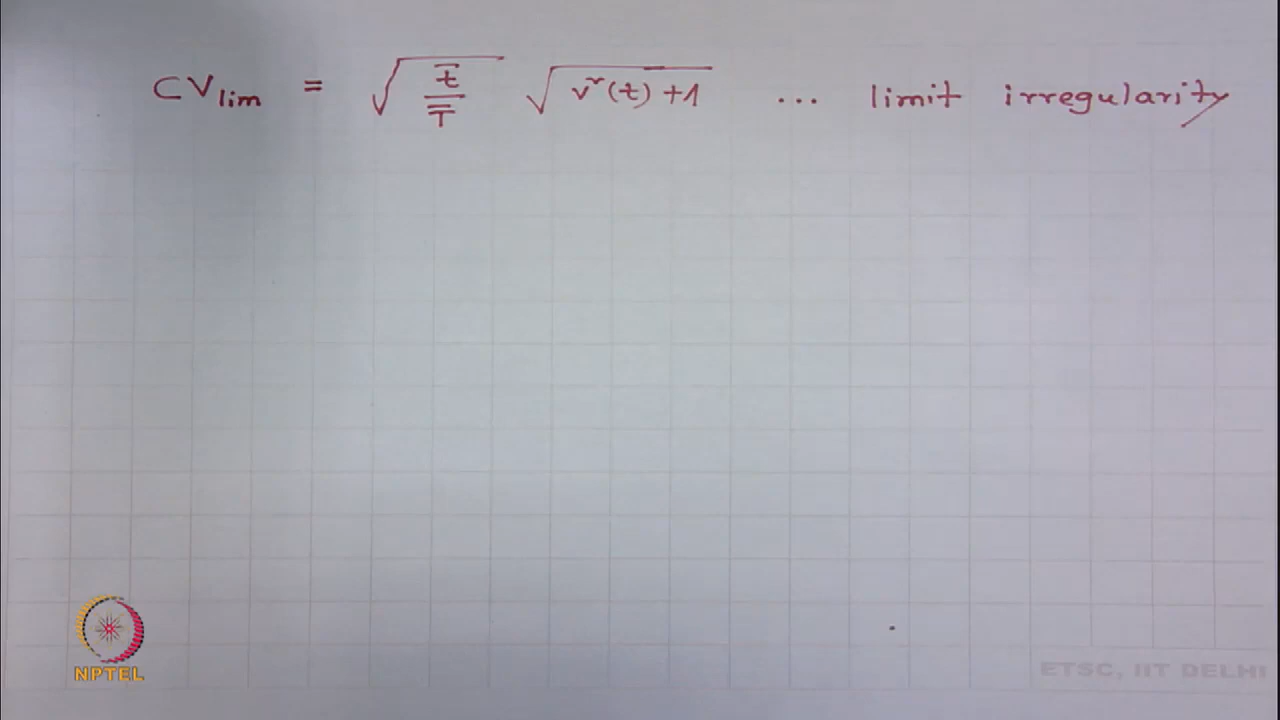 CV_lim = √(t̄/T̿) √(v²(t)+1) ... limit irregularity
NPTEL
ETSC, IIT DELHI